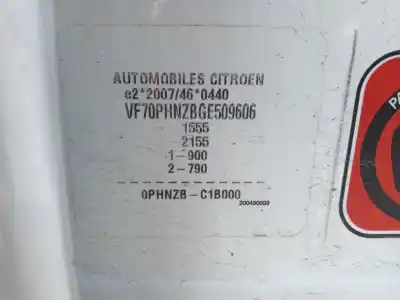 AUTOMOBILES CITROEN
e2*2007/46*0440
VF70PHNZBGE509606
1555
2155
1-900
2-790
0PHNZB-C1B000